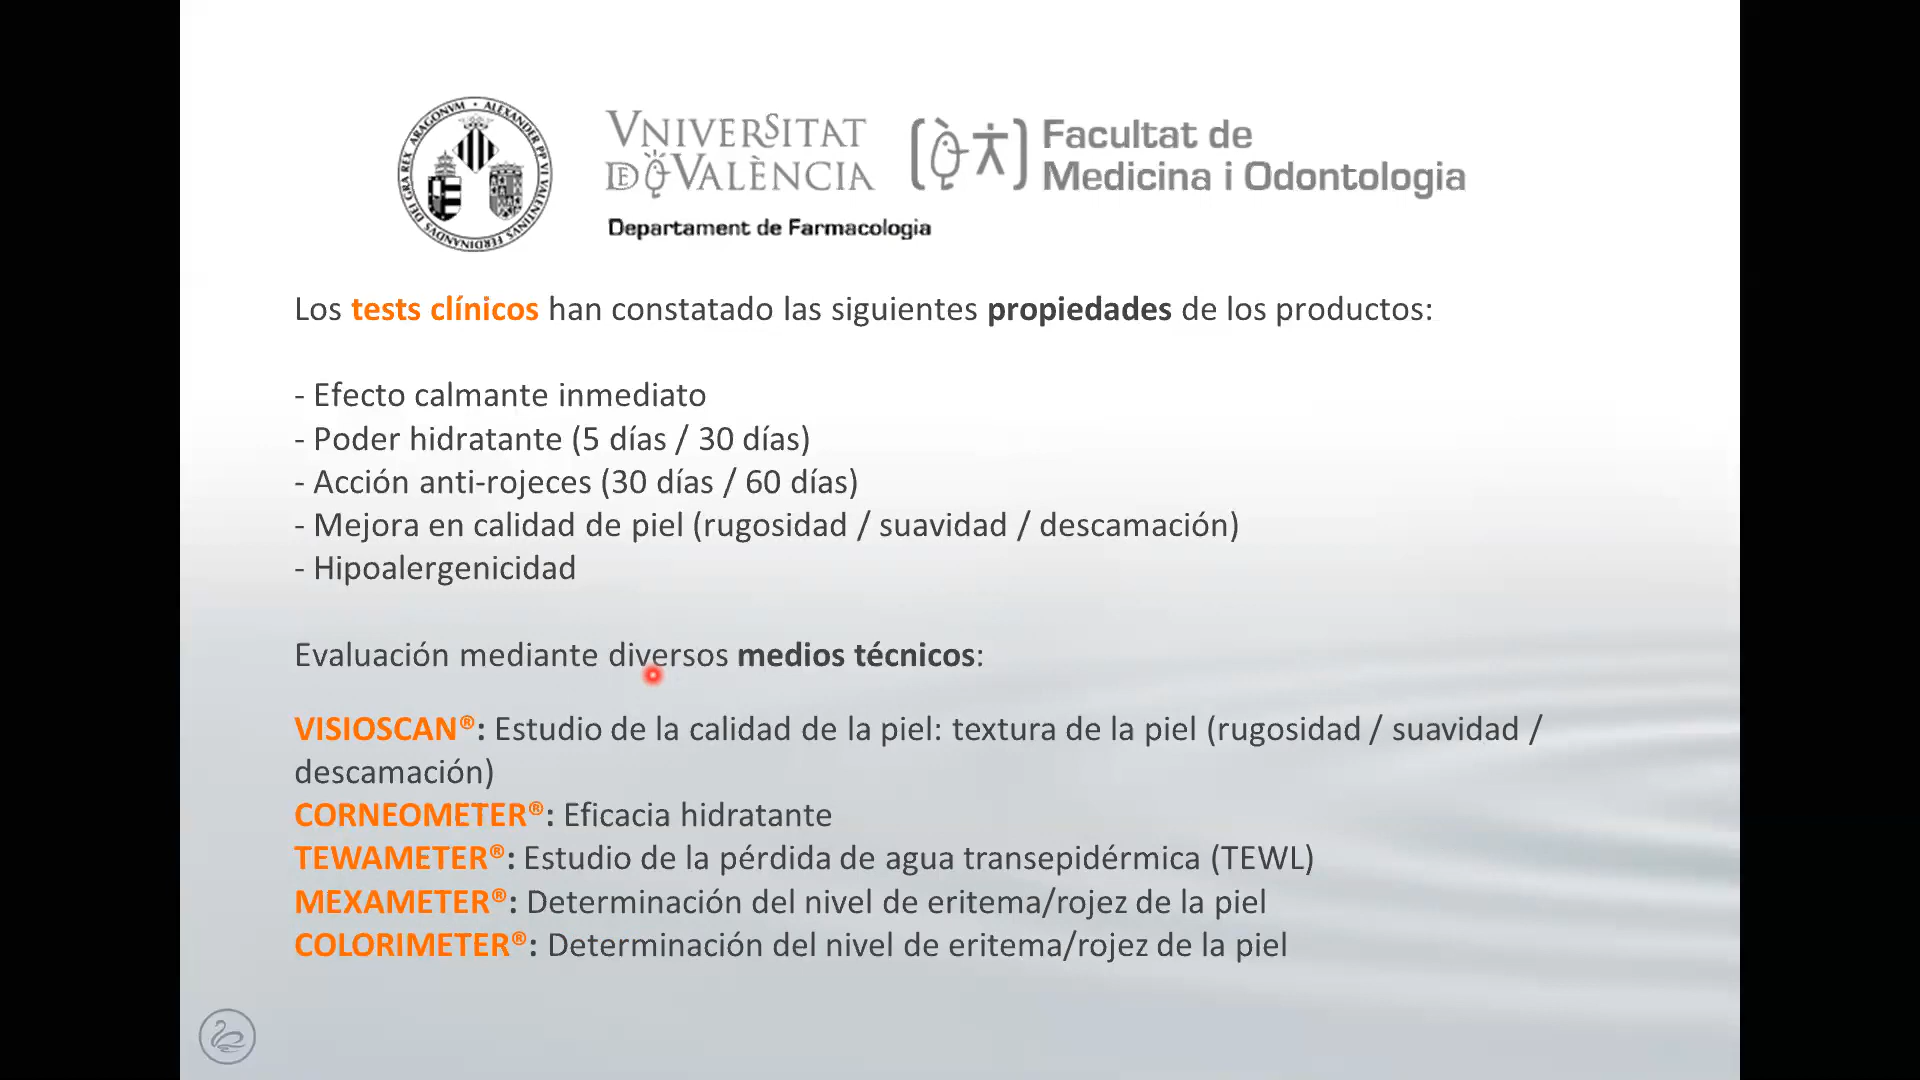 VNIVERSITAT
DE VALÈNCIA
Facultat de
Medicina i Odontologia
Departament de Farmacologia
Los tests clínicos han constatado las siguientes propiedades de los productos:
- Efecto calmante inmediato
- Poder hidratante (5 días / 30 días)
- Acción anti-rojeces (30 días / 60 días)
- Mejora en calidad de piel (rugosidad / suavidad / descamación)
- Hipoalergenicidad
Evaluación mediante diversos medios técnicos:
VISIOSCAN®: Estudio de la calidad de la piel: textura de la piel (rugosidad / suavidad /
descamación)
CORNEOMETER®: Eficacia hidratante
TEWAMETER®: Estudio de la pérdida de agua transepidérmica (TEWL)
MEXAMETER®: Determinación del nivel de eritema/rojez de la piel
COLORIMETER®: Determinación del nivel de eritema/rojez de la piel